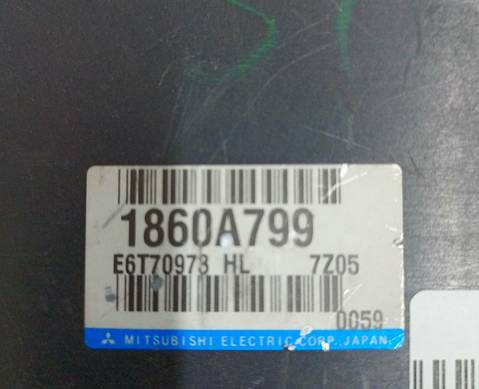 1860A799
E6T70973 HL 7Z05
0059
MITSUBISHI ELECTRIC CORP. JAPAN